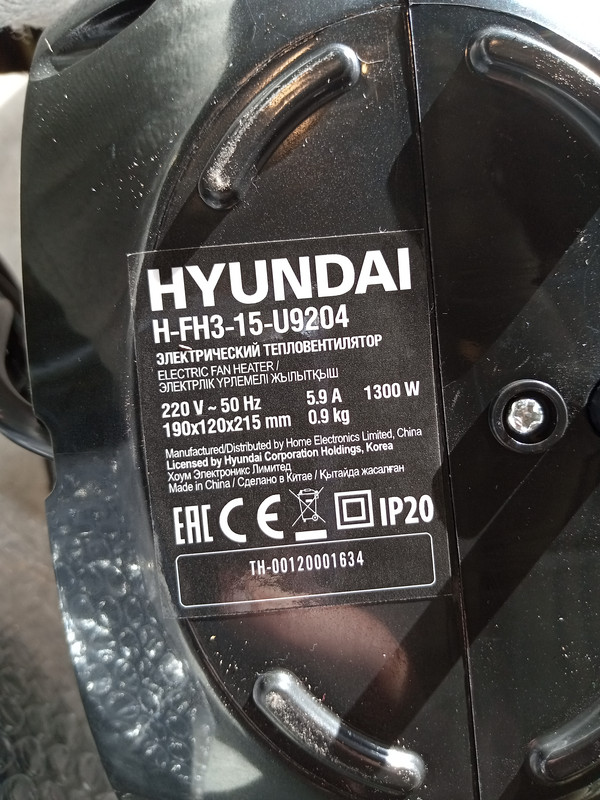 HYUNDAI
H-FH3-15-U9204
ЭЛЕКТРИЧЕСКИЙ ТЕПЛОВЕНТИЛЯТОР
ELECTRIC FAN HEATER /
ЭЛЕКТРЛІК ҮРЛЕМЕЛІ ЖЫЛЫТҚЫШ
220 V ~ 50 Hz 5.9 A 1300 W
190x120x215 mm 0.9 kg
Manufactured/Distributed by Home Electronics Limited, China
Licensed by Hyundai Corporation Holdings, Korea
Хоум Электроникс Лимитед
Made in China / Сделано в Китае / Қытайда жасалған
EAC CE IP20
TH-00120001634